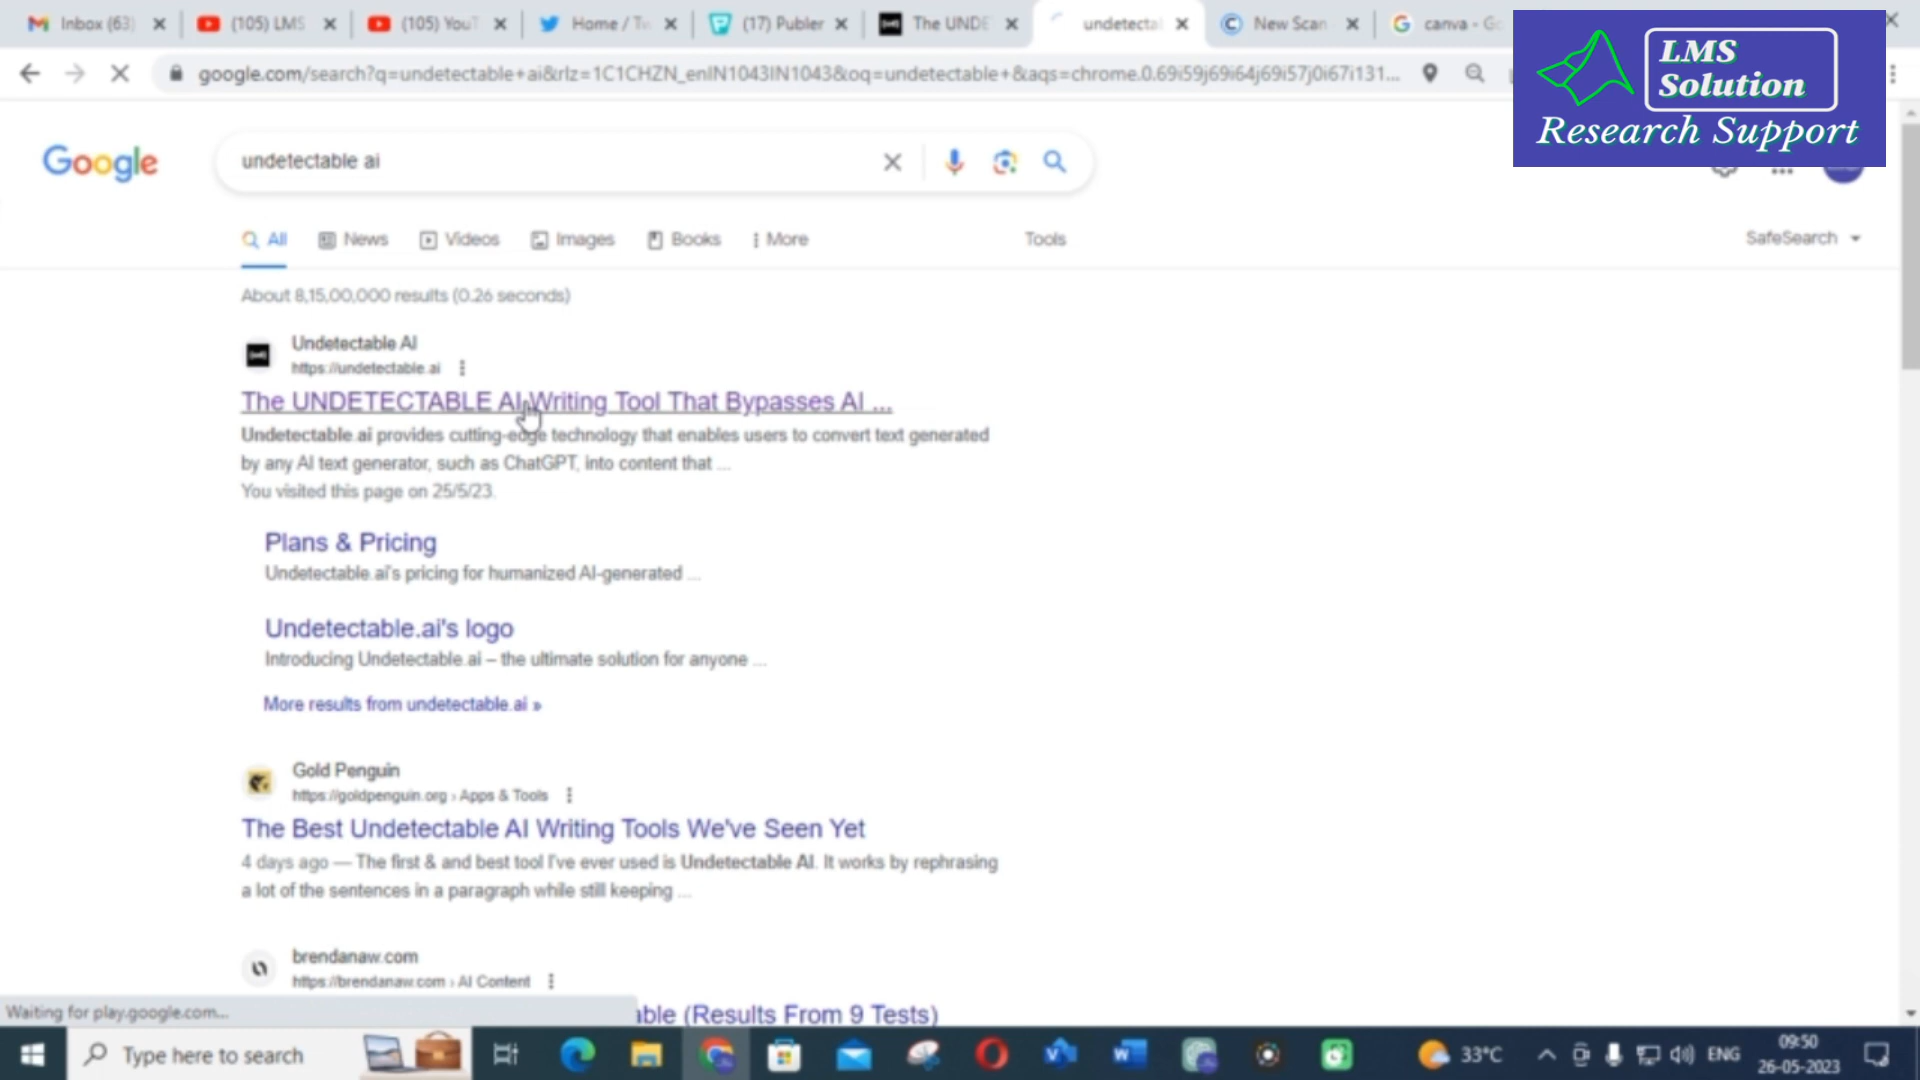 Inbox (63)
(105) LMS
(105) YouT
Home / Tw
(17) Publer
The UNDE
undetectal
New Scan
canva - Go
google.com/search?q=undetectable+ai&rlz=1C1CHZN_enIN1043IN1043&oq=undetectable+&aqs=chrome.0.69i59j69i64j69i57j0i67i131...
LMS
Solution
Research Support
Google
undetectable ai
All
News
Videos
Images
Books
More
Tools
SafeSearch
About 8,15,00,000 results (0.26 seconds)
Undetectable AI
https://undetectable.ai
The UNDETECTABLE AI Writing Tool That Bypasses AI ...
Undetectable.ai provides cutting-edge technology that enables users to convert text generated
by any AI text generator, such as ChatGPT, into content that ...
You visited this page on 25/5/23.
Plans & Pricing
Undetectable.ai's pricing for humanized AI-generated ...
Undetectable.ai's logo
Introducing Undetectable.ai – the ultimate solution for anyone ...
More results from undetectable.ai »
Gold Penguin
https://goldpenguin.org › Apps & Tools
The Best Undetectable AI Writing Tools We've Seen Yet
4 days ago — The first & and best tool I've ever used is Undetectable AI. It works by rephrasing
a lot of the sentences in a paragraph while still keeping ...
brendanaw.com
https://brendanaw.com › AI Content
able (Results From 9 Tests)
Waiting for play.google.com...
Type here to search
33°C
ENG
09:50
26-05-2023